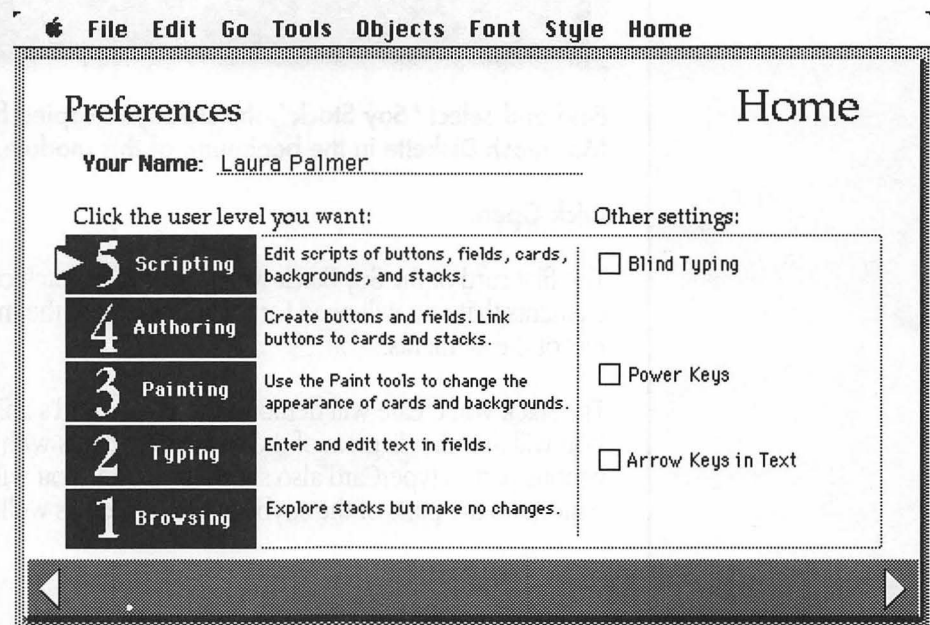 File Edit Go Tools Objects Font Style Home
Preferences
Home
Your Name: Laura Palmer
Click the user level you want:
Other settings:
5 Scripting
Edit scripts of buttons, fields, cards,
backgrounds, and stacks.
Blind Typing
4 Authoring
Create buttons and fields. Link
buttons to cards and stacks.
3 Painting
Use the Paint tools to change the
appearance of cards and backgrounds.
Power Keys
2 Typing
Enter and edit text in fields.
Arrow Keys in Text
1 Browsing
Explore stacks but make no changes.